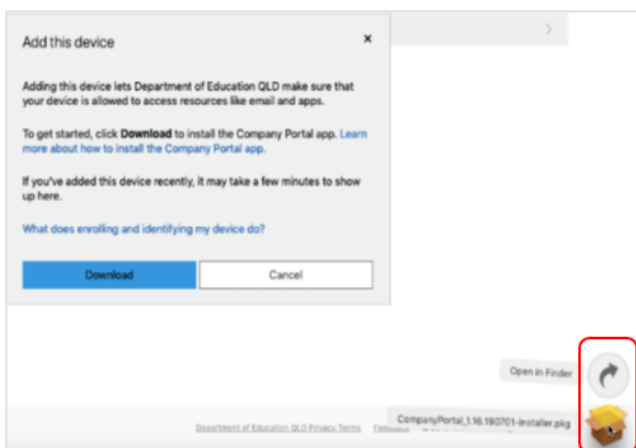 Add this device
×
Adding this device lets Department of Education QLD make sure that
your device is allowed to access resources like email and apps.
To get started, click Download to install the Company Portal app. Learn
more about how to install the Company Portal app.
If you've added this device recently, it may take a few minutes to show
up here.
What does enrolling and identifying my device do?
Download Cancel
Open in Finder
CompanyPortal_1.16.190701-Installer.pkg
Department of Education QLD Privacy Terms